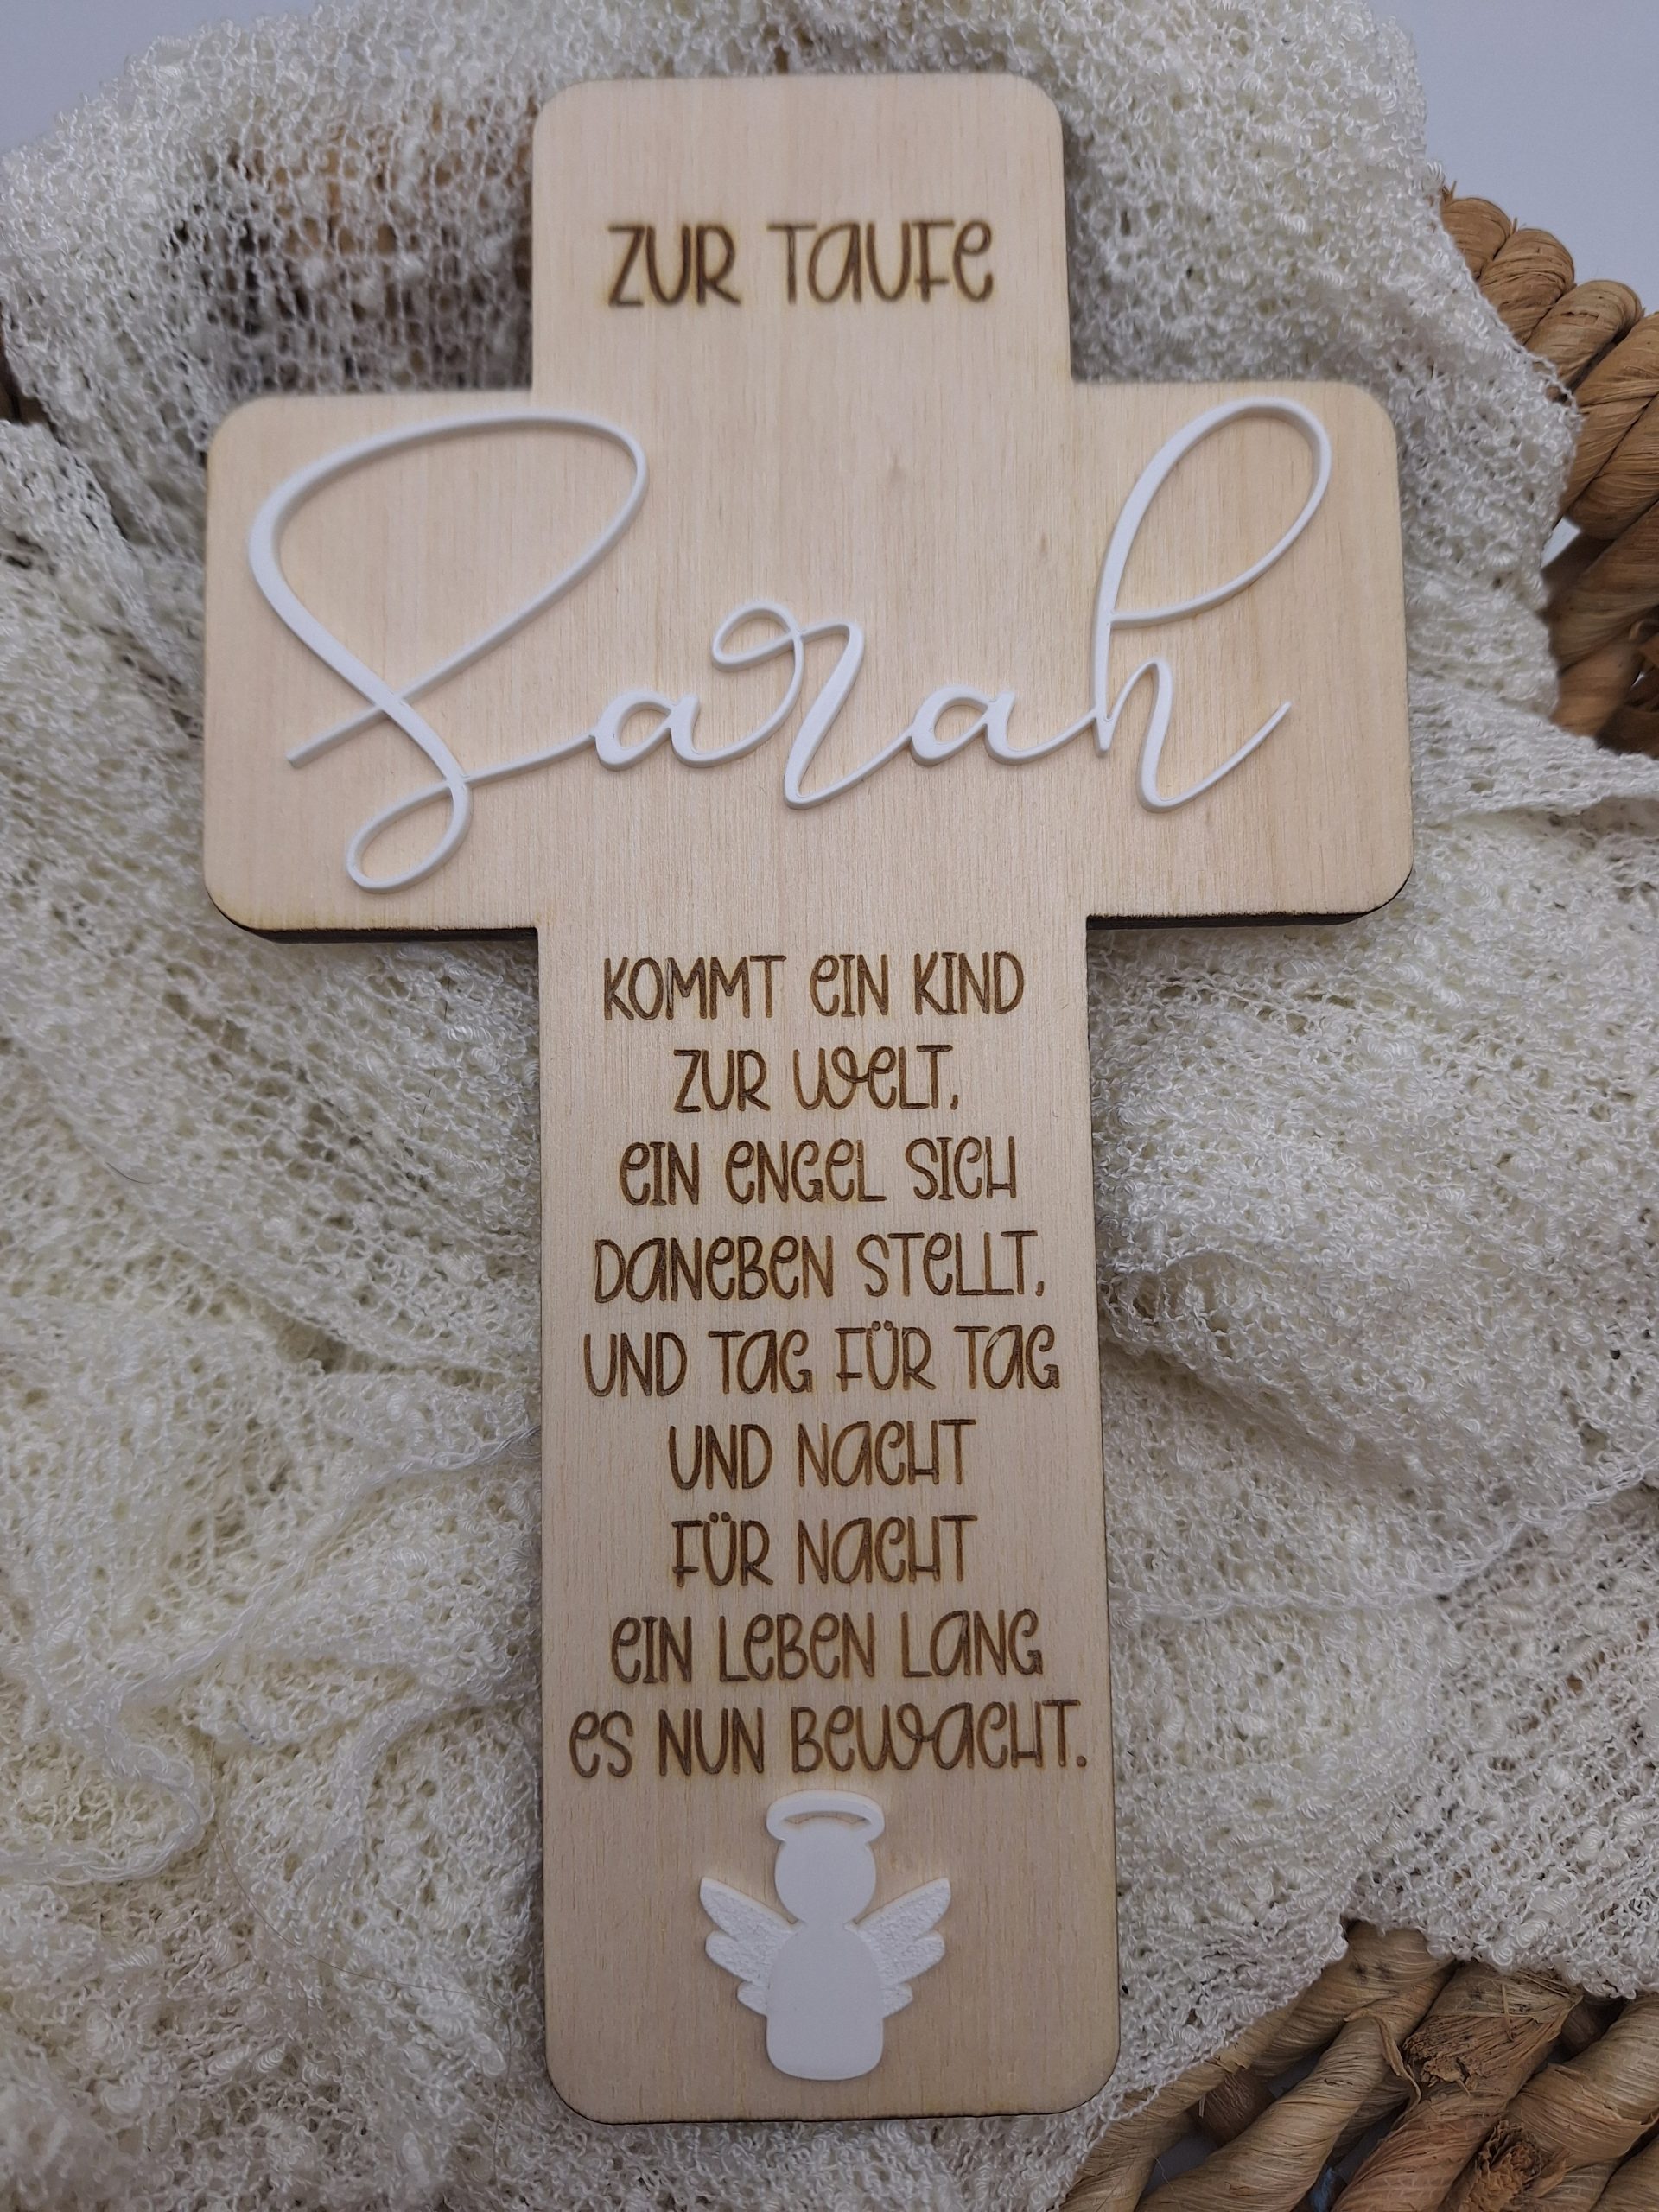 ZUR TAUFE
Sarah
KOMMT EIN KIND
ZUR WELT,
EIN ENGEL SICH
DANEBEN STELLT,
UND TAG FÜR TAG
UND NACHT
FÜR NACHT
EIN LEBEN LANG
ES NUN BEWACHT.